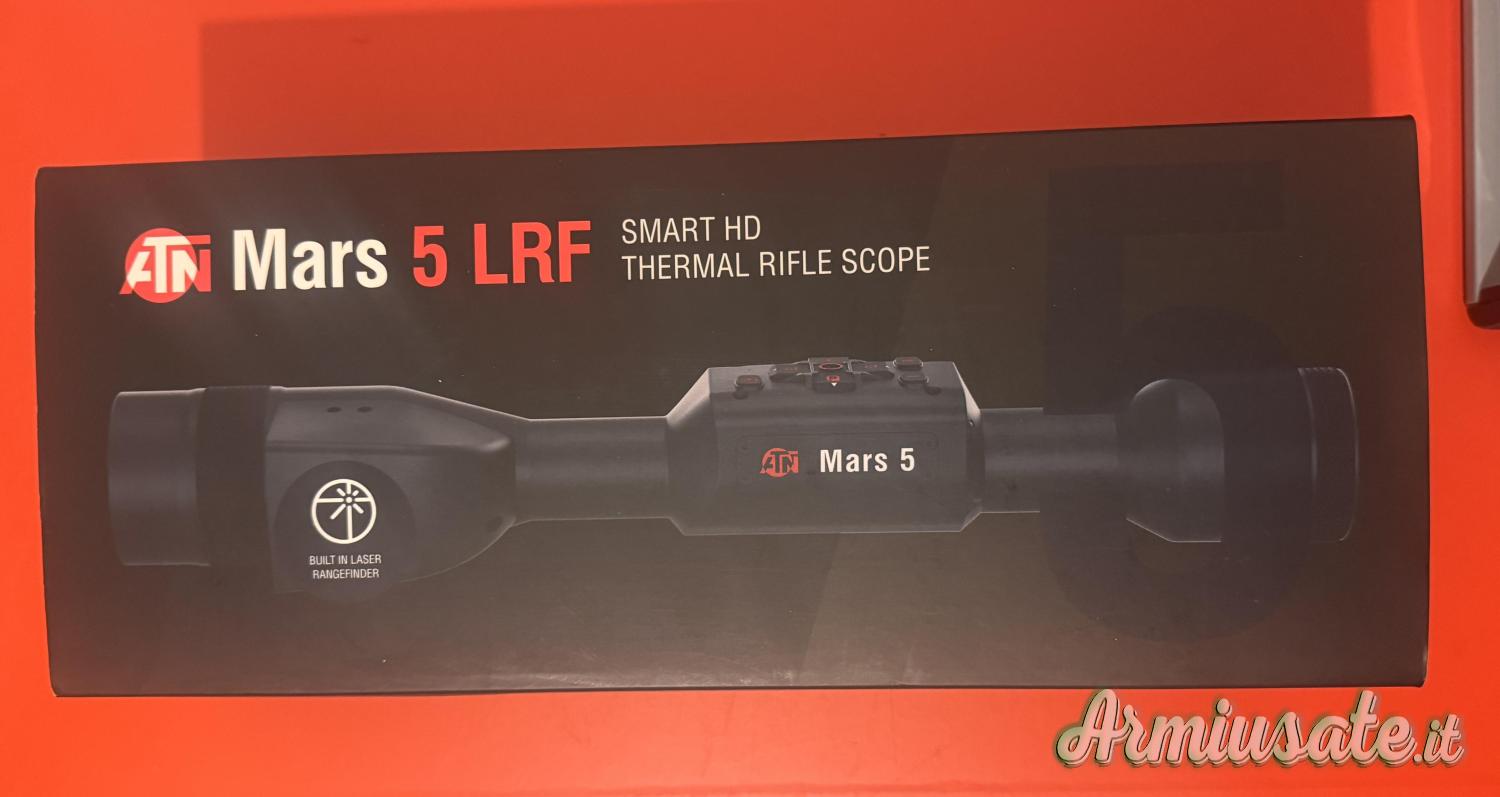 ATN Mars 5 LRF
SMART HD
THERMAL RIFLE SCOPE
ATN Mars 5
BUILT IN LASER
RANGEFINDER
Armiusate.it